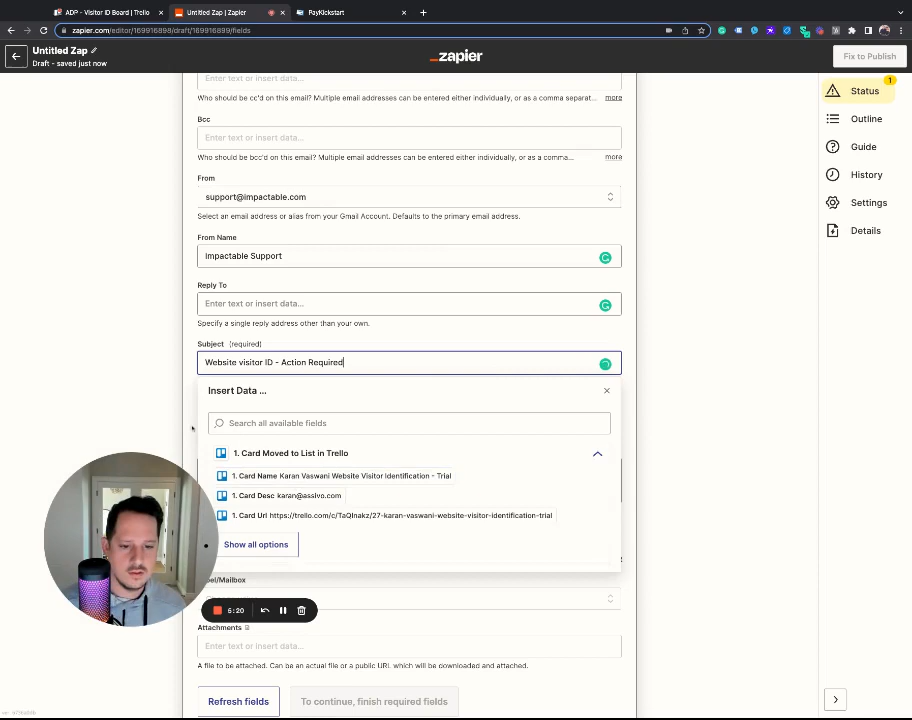 ADP - Visitor ID Board | Trello
Untitled Zap | Zapier
PayKickstart
zapier.com/editor/draft/169916898/169916899/fields
Untitled Zap
Draft - saved just now
zapier
Fix to Publish
Enter text or insert data...
Who should be cc'd on this email? Multiple email addresses can be entered either individually, or as a comma separat... more
Bcc
Enter text or insert data...
Who should be bcc'd on this email? Multiple email addresses can be entered either individually, or as a comma... more
From
support@impactable.com
Select an email address or alias from your Gmail Account. Defaults to the primary email address.
From Name
Impactable Support
Reply To
Enter text or insert data...
Specify a single reply address other than your own.
Subject (required)
Website visitor ID - Action Required
Insert Data ...
Search all available fields
1. Card Moved to List in Trello
1. Card Name Karan Vaswani Website Visitor Identification - Trial
1. Card Desc karan@assivo.com
1. Card Url https://trello.com/c/TaQInakz/27-karan-vaswani-website-visitor-identification-trial
Show all options
el/Mailbox
5:20
Attachments
Enter text or insert data...
A file to be attached. Can be an actual file or a public URL which will be downloaded and attached.
Refresh fields
To continue, finish required fields
1
Status
Outline
Guide
History
Settings
Details